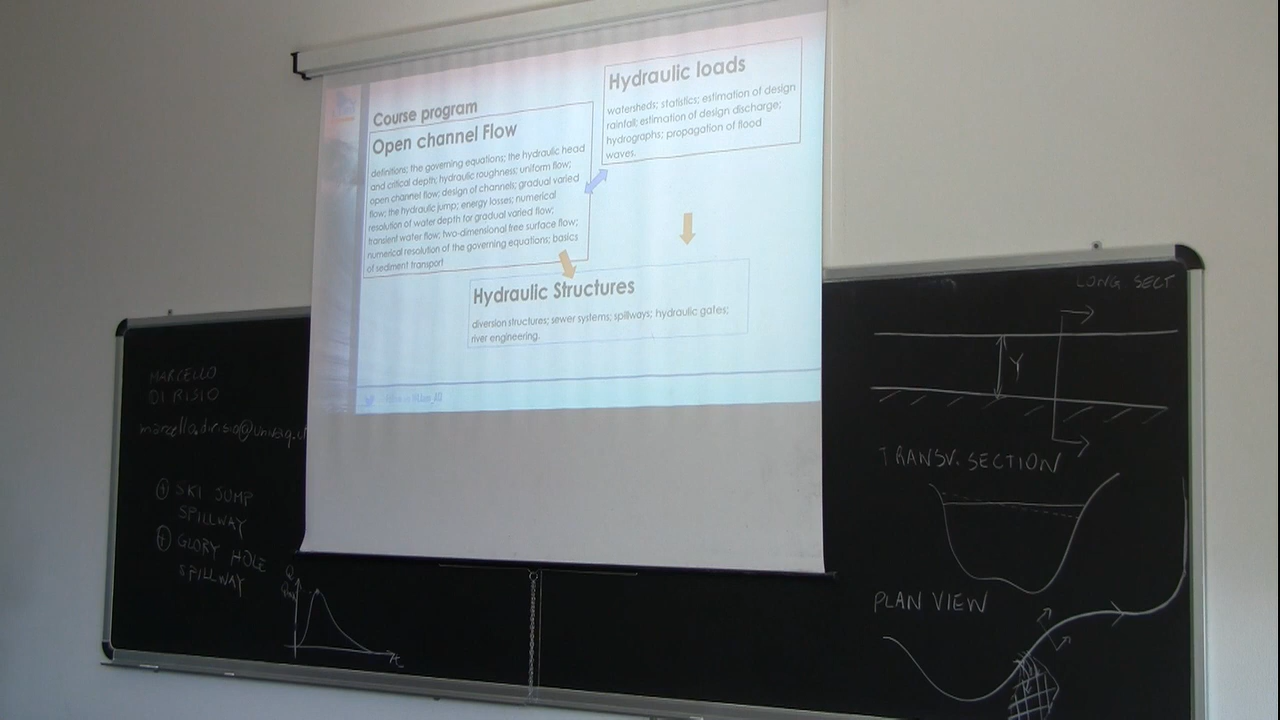 Course program
Open channel Flow
definitions; the governing equations; the hydraulic head
and critical depth; hydraulic roughness; uniform flow;
open channel flow; design of channels; gradual varied
flow; the hydraulic jump; energy losses; numerical
resolution of water depth for gradual varied flow;
transient water flow; two-dimensional free surface flow;
numerical resolution of the governing equations; basics
of sediment transport
Hydraulic loads
watersheds; statistics; estimation of design
rainfall; estimation of design discharge;
hydrographs; propagation of flood
waves.
Hydraulic Structures
diversion structures; sewer systems; spillways; hydraulic gates;
river engineering.
MARCELLO
DI RISIO
marcello.dirisio@univaq.it
SKI JUMP
SPILLWAY
GLORY HOLE
SPILLWAY
Q
LONG SECT
Y
TRANSV. SECTION
PLAN VIEW